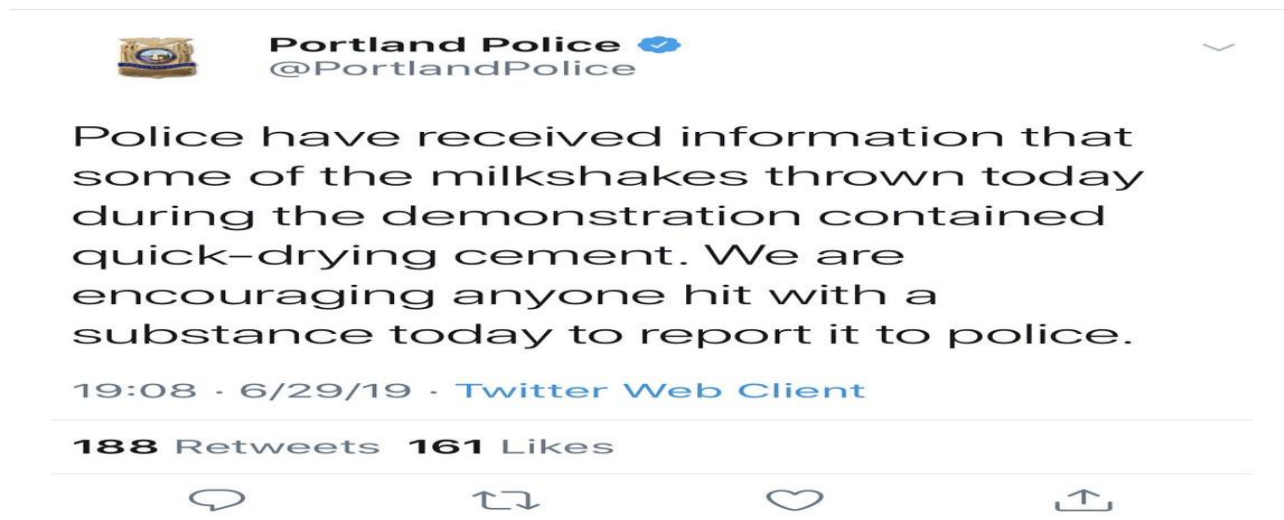 Portland Police
@PortlandPolice
Police have received information that
some of the milkshakes thrown today
during the demonstration contained
quick-drying cement. We are
encouraging anyone hit with a
substance today to report it to police.
19:08 · 6/29/19 · Twitter Web Client
188 Retweets 161 Likes